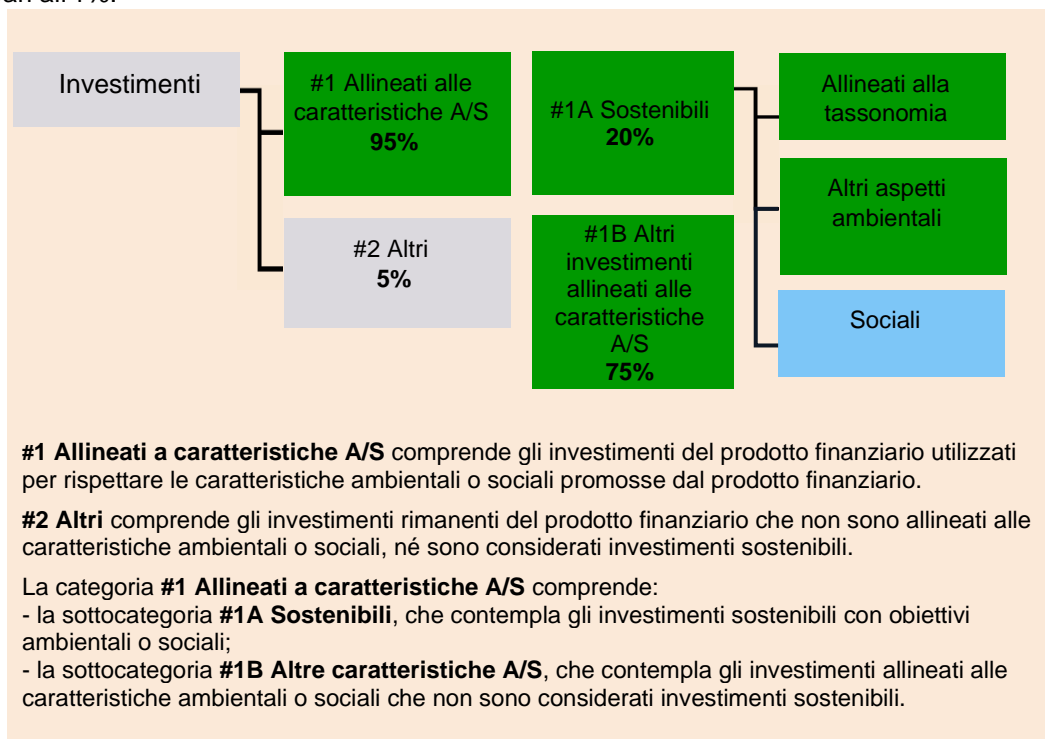 Investimenti
#1 Allineati alle
caratteristiche A/S
95%
#2 Altri
5%
#1A Sostenibili
20%
#1B Altri
investimenti
allineati alle
caratteristiche
A/S
75%
Allineati alla
tassonomia
Altri aspetti
ambientali
Sociali
#1 Allineati a caratteristiche A/S comprende gli investimenti del prodotto finanziario utilizzati
per rispettare le caratteristiche ambientali o sociali promosse dal prodotto finanziario.
#2 Altri comprende gli investimenti rimanenti del prodotto finanziario che non sono allineati alle
caratteristiche ambientali o sociali, né sono considerati investimenti sostenibili.
La categoria #1 Allineati a caratteristiche A/S comprende:
- la sottocategoria #1A Sostenibili, che contempla gli investimenti sostenibili con obiettivi
ambientali o sociali;
- la sottocategoria #1B Altre caratteristiche A/S, che contempla gli investimenti allineati alle
caratteristiche ambientali o sociali che non sono considerati investimenti sostenibili.